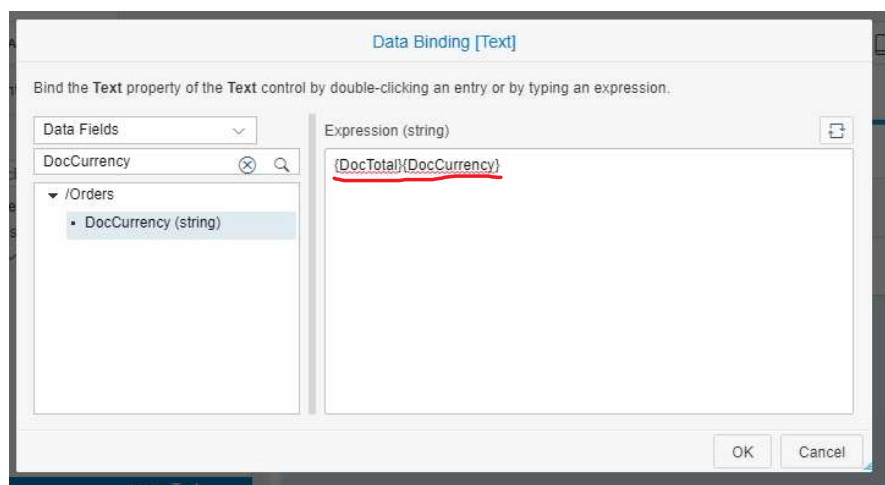 Data Binding [Text]
Bind the Text property of the Text control by double-clicking an entry or by typing an expression.
Data Fields
Expression (string)
DocCurrency
{DocTotal}{DocCurrency}
/Orders
DocCurrency (string)
OK
Cancel